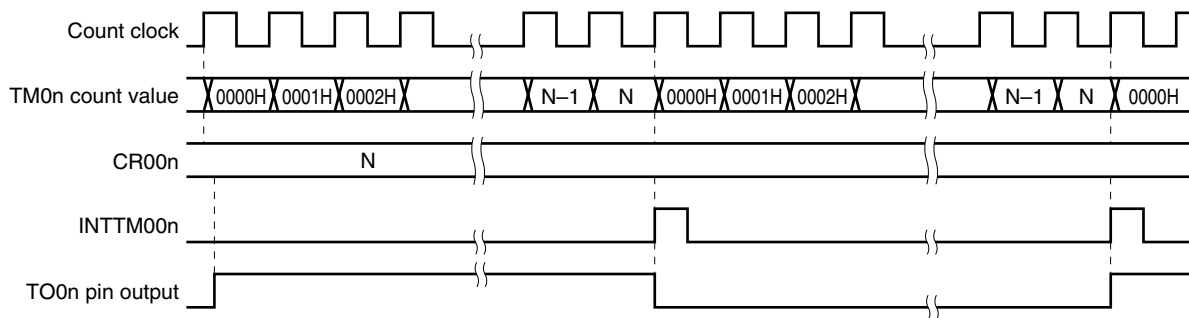 Count clock
TM0n count value 0000H 0001H 0002H N–1 N 0000H 0001H 0002H N–1 N 0000H
CR00n N
INTTM00n
TO0n pin output